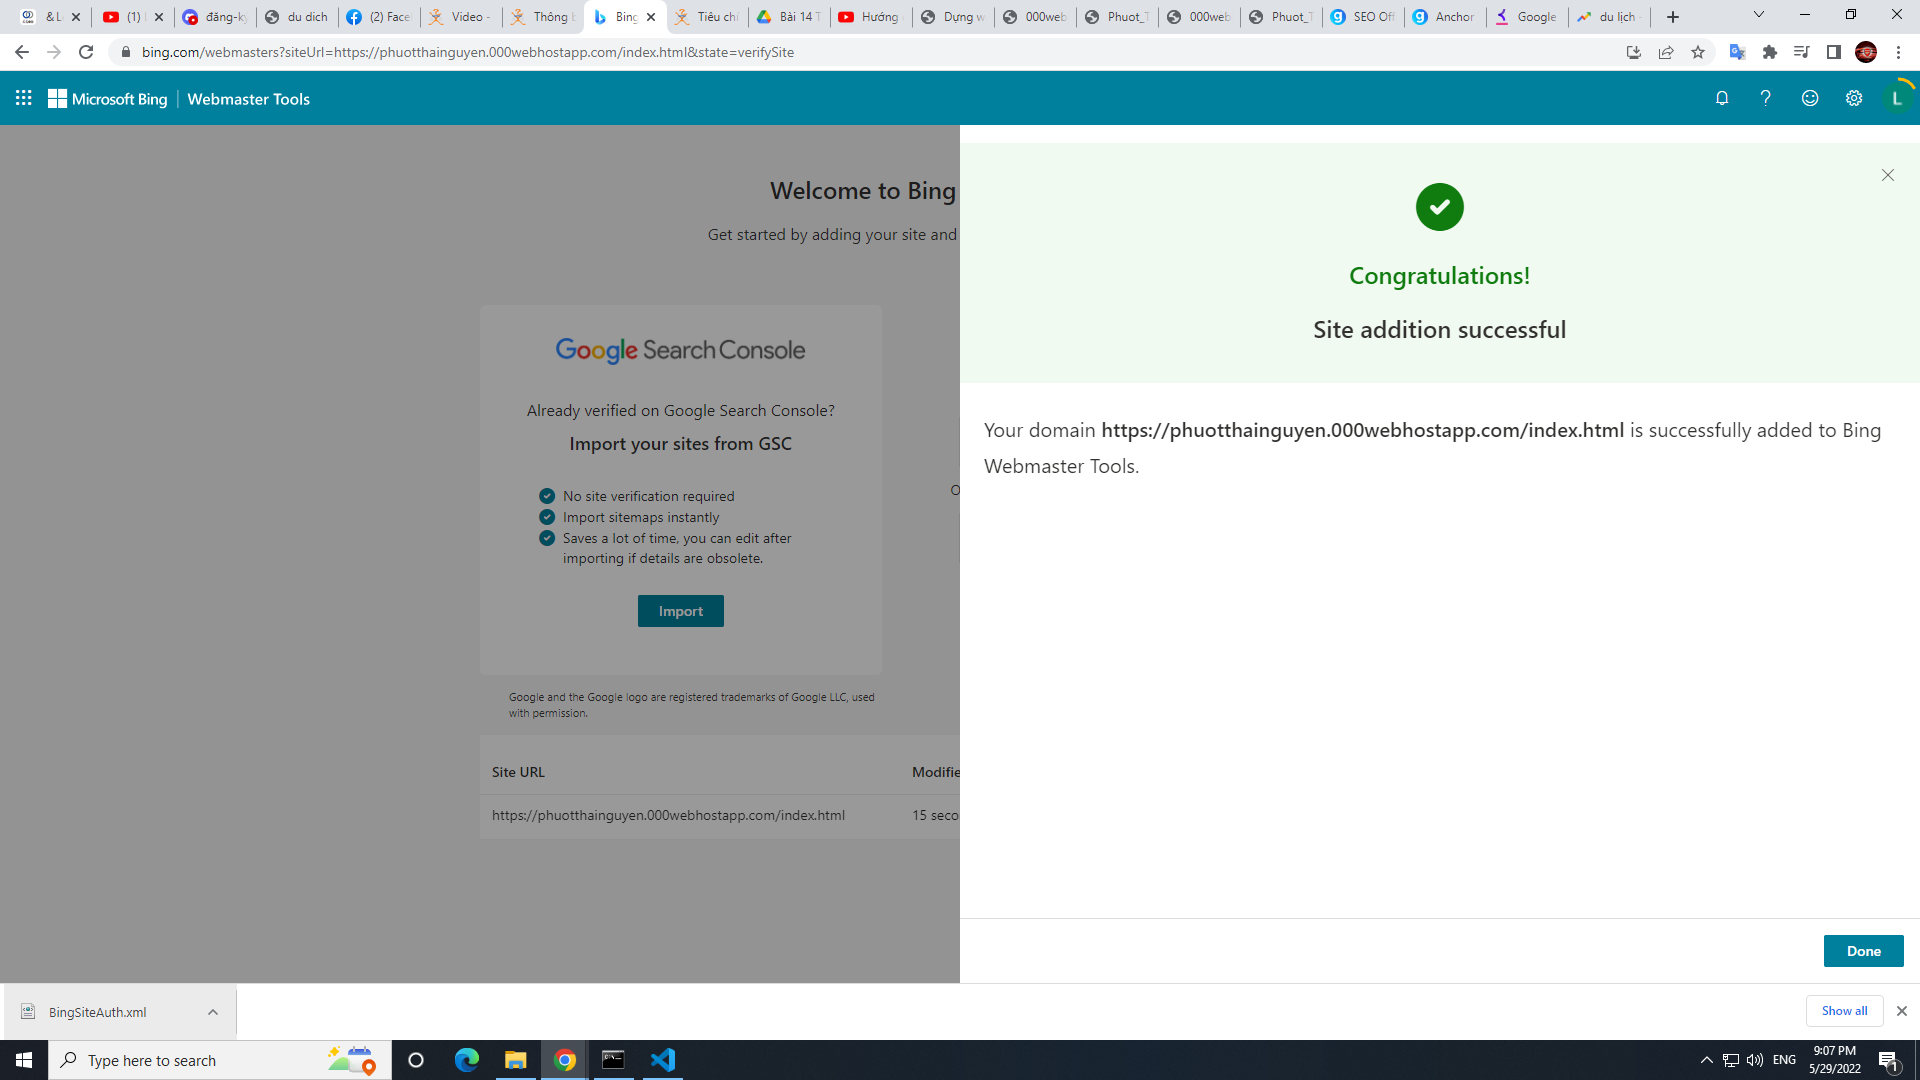 & L
(1)
đăng-ky
du dich
(2) Face
Video -
Thông b
Bing
Tiêu chí
Bài 14 T
Hướng
Dựng w
000web
Phuot_T
000web
Phuot_T
SEO Off
Anchor
Google
du lịch -
bing.com/webmasters?siteUrl=https://phuotthainguyen.000webhostapp.com/index.html&state=verifySite
Microsoft Bing | Webmaster Tools
L
Welcome to Bing
Get started by adding your site and
Google Search Console
Already verified on Google Search Console?
Import your sites from GSC
No site verification required
Import sitemaps instantly
Saves a lot of time, you can edit after
importing if details are obsolete.
Import
Google and the Google logo are registered trademarks of Google LLC, used
with permission.
Site URL
Modifie
https://phuotthainguyen.000webhostapp.com/index.html
15 seco
O
Congratulations!
Site addition successful
Your domain https://phuotthainguyen.000webhostapp.com/index.html is successfully added to Bing
Webmaster Tools.
Done
BingSiteAuth.xml
Show all
Type here to search
ENG
9:07 PM
5/29/2022
1